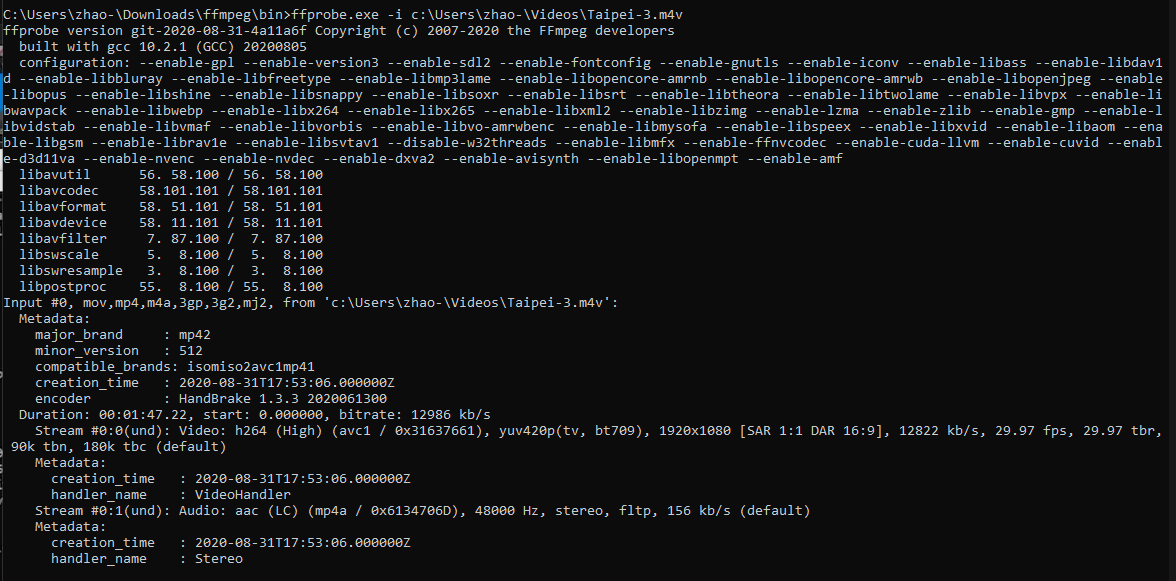 C:\Users\zhao-\Downloads\ffmpeg\bin>ffprobe.exe -i c:\Users\zhao-\Videos\Taipei-3.m4v
ffprobe version git-2020-08-31-4a11a6f Copyright (c) 2007-2020 the FFmpeg developers
  built with gcc 10.2.1 (GCC) 20200805
  configuration: --enable-gpl --enable-version3 --enable-sdl2 --enable-fontconfig --enable-gnutls --enable-iconv --enable-libass --enable-libdav1
d --enable-libbluray --enable-libfreetype --enable-libmp3lame --enable-libopencore-amrnb --enable-libopencore-amrwb --enable-libopenjpeg --enable
-libopus --enable-libshine --enable-libsnappy --enable-libsoxr --enable-libsrt --enable-libtheora --enable-libtwolame --enable-libvpx --enable-li
bwavpack --enable-libwebp --enable-libx264 --enable-libx265 --enable-libxml2 --enable-libzimg --enable-lzma --enable-zlib --enable-gmp --enable-l
ibvidstab --enable-libvmaf --enable-libvorbis --enable-libvo-amrwbenc --enable-libmysofa --enable-libspeex --enable-libxvid --enable-libaom --ena
ble-libgsm --enable-librav1e --enable-libsvtav1 --disable-w32threads --enable-libmfx --enable-ffnvcodec --enable-cuda-llvm --enable-cuvid --enabl
e-d3d11va --enable-nvenc --enable-nvdec --enable-dxva2 --enable-avisynth --enable-libopenmpt --enable-amf
  libavutil      56. 58.100 / 56. 58.100
  libavcodec     58.101.101 / 58.101.101
  libavformat    58. 51.101 / 58. 51.101
  libavdevice    58. 11.101 / 58. 11.101
  libavfilter     7. 87.100 /  7. 87.100
  libswscale      5.  8.100 /  5.  8.100
  libswresample   3.  8.100 /  3.  8.100
  libpostproc    55.  8.100 / 55.  8.100
Input #0, mov,mp4,m4a,3gp,3g2,mj2, from 'c:\Users\zhao-\Videos\Taipei-3.m4v':
  Metadata:
    major_brand     : mp42
    minor_version   : 512
    compatible_brands: isomiso2avc1mp41
    creation_time   : 2020-08-31T17:53:06.000000Z
    encoder         : HandBrake 1.3.3 2020061300
  Duration: 00:01:47.22, start: 0.000000, bitrate: 12986 kb/s
    Stream #0:0(und): Video: h264 (High) (avc1 / 0x31637661), yuv420p(tv, bt709), 1920x1080 [SAR 1:1 DAR 16:9], 12822 kb/s, 29.97 fps, 29.97 tbr,
 90k tbn, 180k tbc (default)
    Metadata:
      creation_time   : 2020-08-31T17:53:06.000000Z
      handler_name    : VideoHandler
    Stream #0:1(und): Audio: aac (LC) (mp4a / 0x6134706D), 48000 Hz, stereo, fltp, 156 kb/s (default)
    Metadata:
      creation_time   : 2020-08-31T17:53:06.000000Z
      handler_name    : Stereo